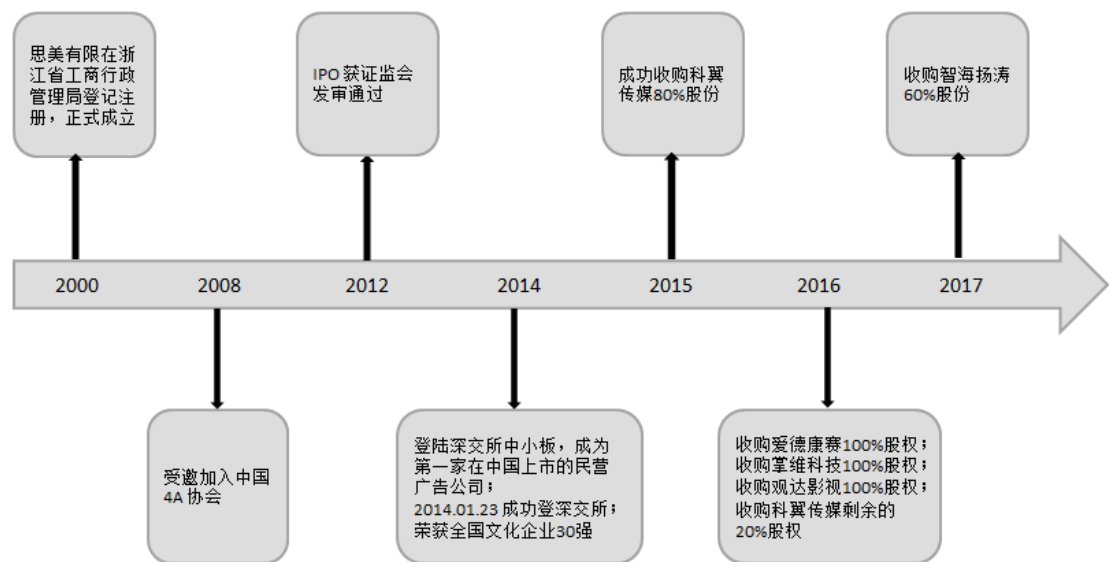 思美有限在浙
江省工商行政
管理局登记注
册，正式成立
IPO 获证监会
发审通过
成功收购科翼
传媒80%股份
收购智海扬涛
60%股份
2000
2008
2012
2014
2015
2016
2017
受邀加入中国
4A 协会
登陆深交所中小板，成为
第一家在中国上市的民营
广告公司；
2014.01.23 成功登深交所；
荣获全国文化企业30强
收购爱德康赛100%股权；
收购掌维科技100%股权；
收购观达影视100%股权；
收购科翼传媒剩余的
20%股权